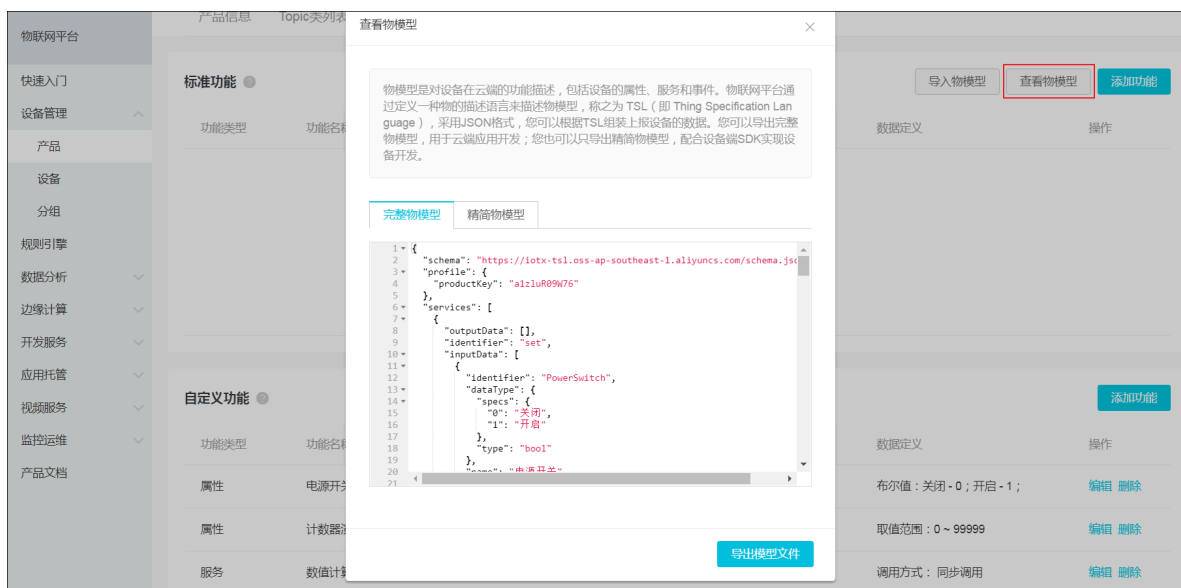 物联网平台
快速入门
设备管理
产品
设备
分组
规则引擎
数据分析
边缘计算
开发服务
应用托管
视频服务
监控运维
产品文档
产品信息 Topic类列表
标准功能
导入物模型 查看物模型 添加功能
功能类型 功能名称 数据定义 操作
查看物模型
物模型是对设备在云端的功能描述，包括设备的属性、服务和事件。物联网平台通
过定义一种物的描述语言来描述物模型，称之为 TSL（即 Thing Specification Lan
guage），采用JSON格式，您可以根据TSL组装上报设备的数据。您可以导出完整
物模型，用于云端应用开发；您也可以只导出精简物模型，配合设备端SDK实现设
备开发。
完整物模型 精简物模型
1 {
2 "schema": "https://iotx-tsl.oss-ap-southeast-1.aliyuncs.com/schema.jsc
3 "profile": {
4 "productKey": "a1zluR09W76"
5 },
6 "services": [
7 {
8 "outputData": [],
9 "identifier": "set",
10 "inputData": [
11 {
12 "identifier": "PowerSwitch",
13 "dataType": {
14 "specs": {
15 "0": "关闭",
16 "1": "开启"
17 },
18 "type": "bool"
19 },
20 "name": "电源开关"
21
导出模型文件
自定义功能
添加功能
功能类型 功能名称 数据定义 操作
属性 电源开关 布尔值：关闭 - 0；开启 - 1； 编辑 删除
属性 计数器 取值范围：0 ~ 99999 编辑 删除
服务 数值计算 调用方式： 同步调用 编辑 删除